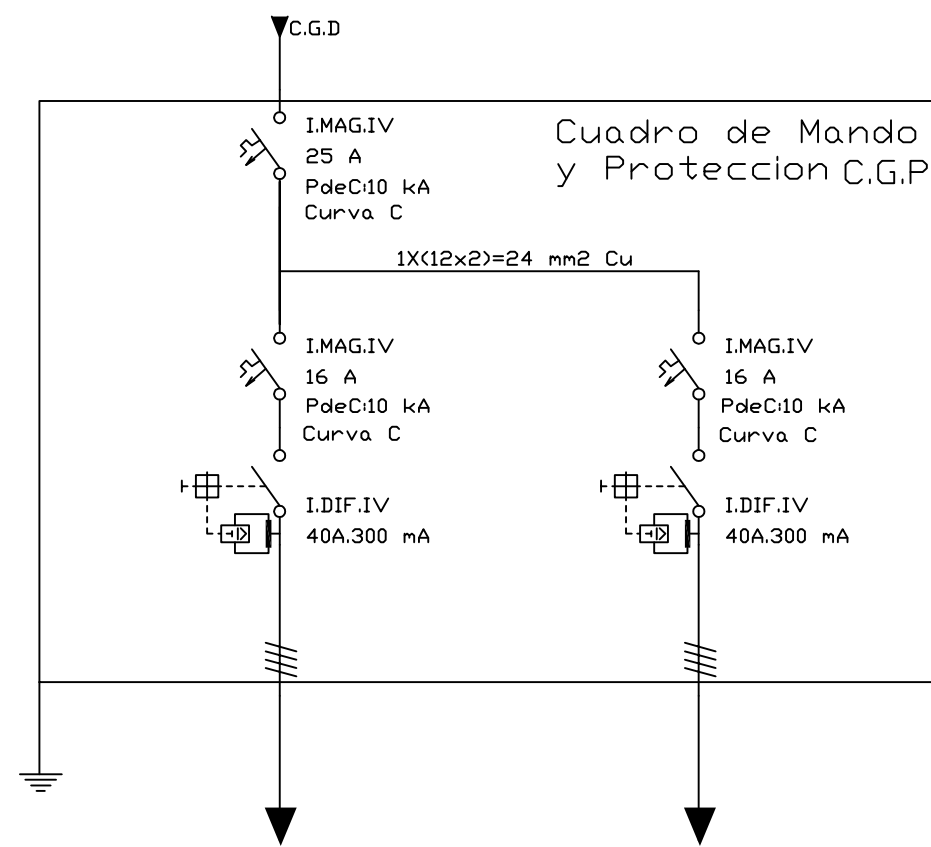 C.G.D
I.MAG.IV
25 A
PdeC:10 kA
Curva C
Cuadro de Mando
y Proteccion C.G.P
1X(12x2)=24 mm2 Cu
I.MAG.IV
16 A
PdeC:10 kA
Curva C
I.MAG.IV
16 A
PdeC:10 kA
Curva C
I.DIF.IV
40A.300 mA
I.DIF.IV
40A.300 mA